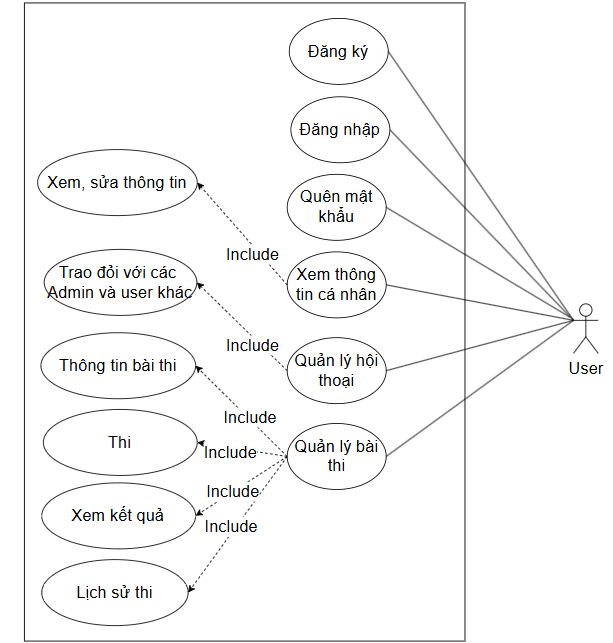 Đăng ký
Đăng nhập
Xem, sửa thông tin
Quên mật
khẩu
Include
Xem thông
tin cá nhân
Trao đổi với các
Admin và user khác
User
Include
Quản lý hội
thoại
Thông tin bài thi
Include
Thi
Include
Quản lý bài
thi
Include
Xem kết quả
Include
Lịch sử thi